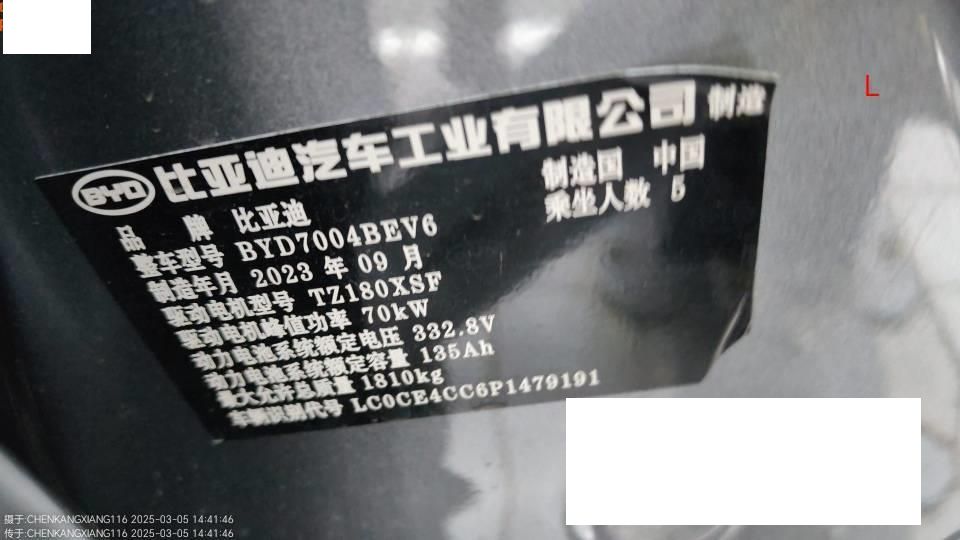 L
BYD 比亚迪汽车工业有限公司 制造
制造国 中国
乘坐人数 5
品牌 比亚迪
整车型号 BYD7004BEV6
制造年月 2023 年 09 月
驱动电机型号 TZ180XSF
驱动电机峰值功率 70kW
动力电池系统额定电压 332.8V
动力电池系统额定容量 135Ah
最大允许总质量 1810kg
车辆识别代号 LC0CE4CC6P1479191
摄于:CHENKANGXIANG116 2025-03-05 14:41:46
传于:CHENKANGXIANG116 2025-03-05 14:41:46